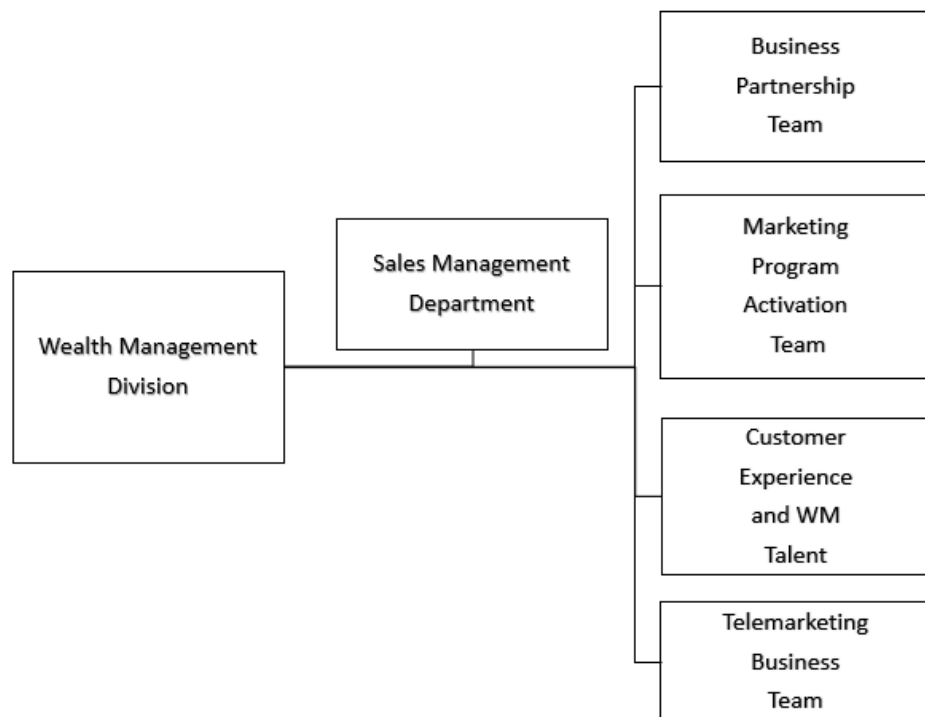 Wealth Management
Division
Sales Management
Department
Business
Partnership
Team
Marketing
Program
Activation
Team
Customer
Experience
and WM
Talent
Telemarketing
Business
Team